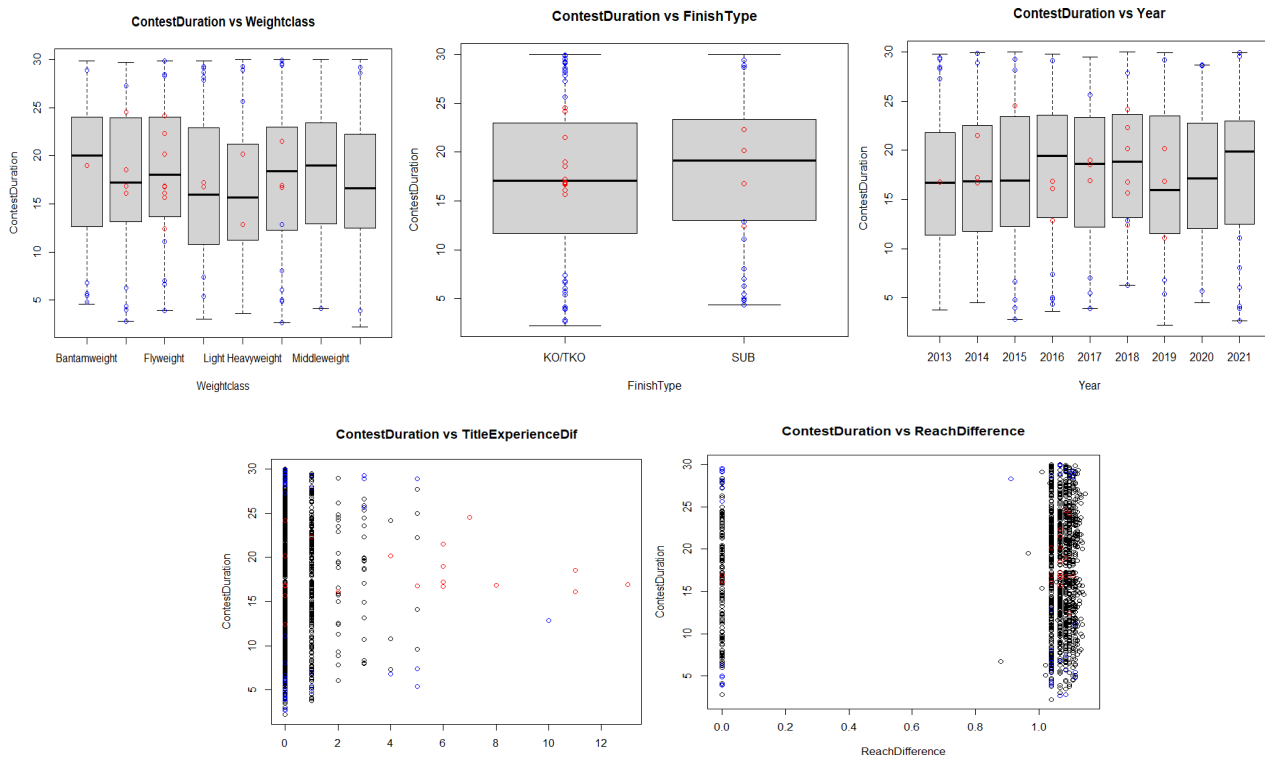 ContestDuration vs Weightclass
ContestDuration
30
25
20
15
10
5
Bantamweight
Flyweight
Light Heavyweight
Middleweight
Weightclass
ContestDuration vs FinishType
ContestDuration
30
25
20
15
10
5
KO/TKO
SUB
FinishType
ContestDuration vs Year
ContestDuration
30
25
20
15
10
5
2013 2014 2015 2016 2017 2018 2019 2020 2021
Year
ContestDuration vs TitleExperienceDif
ContestDuration
30
25
20
15
10
5
0 2 4 6 8 10 12
ContestDuration vs ReachDifference
ContestDuration
30
25
20
15
10
5
0.0 0.2 0.4 0.6 0.8 1.0
ReachDifference